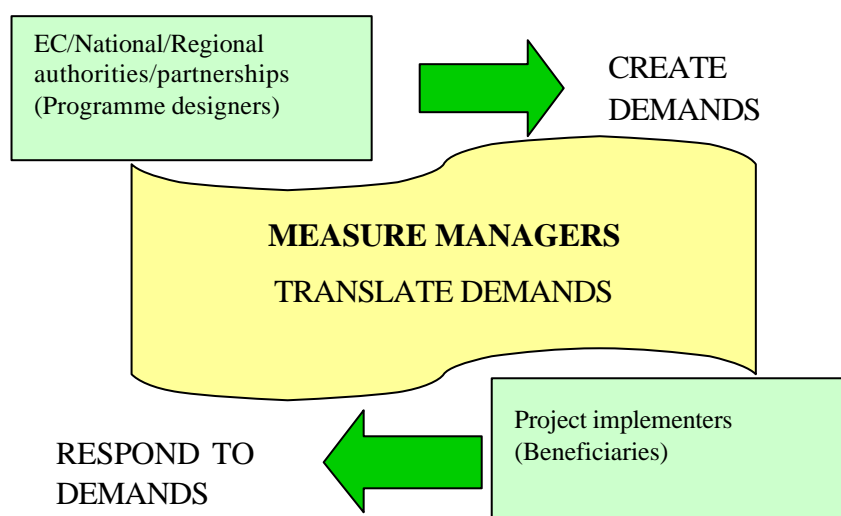 EC/National/Regional
authorities/partnerships
(Programme designers)
CREATE
DEMANDS
MEASURE MANAGERS
TRANSLATE DEMANDS
Project implementers
(Beneficiaries)
RESPOND TO
DEMANDS